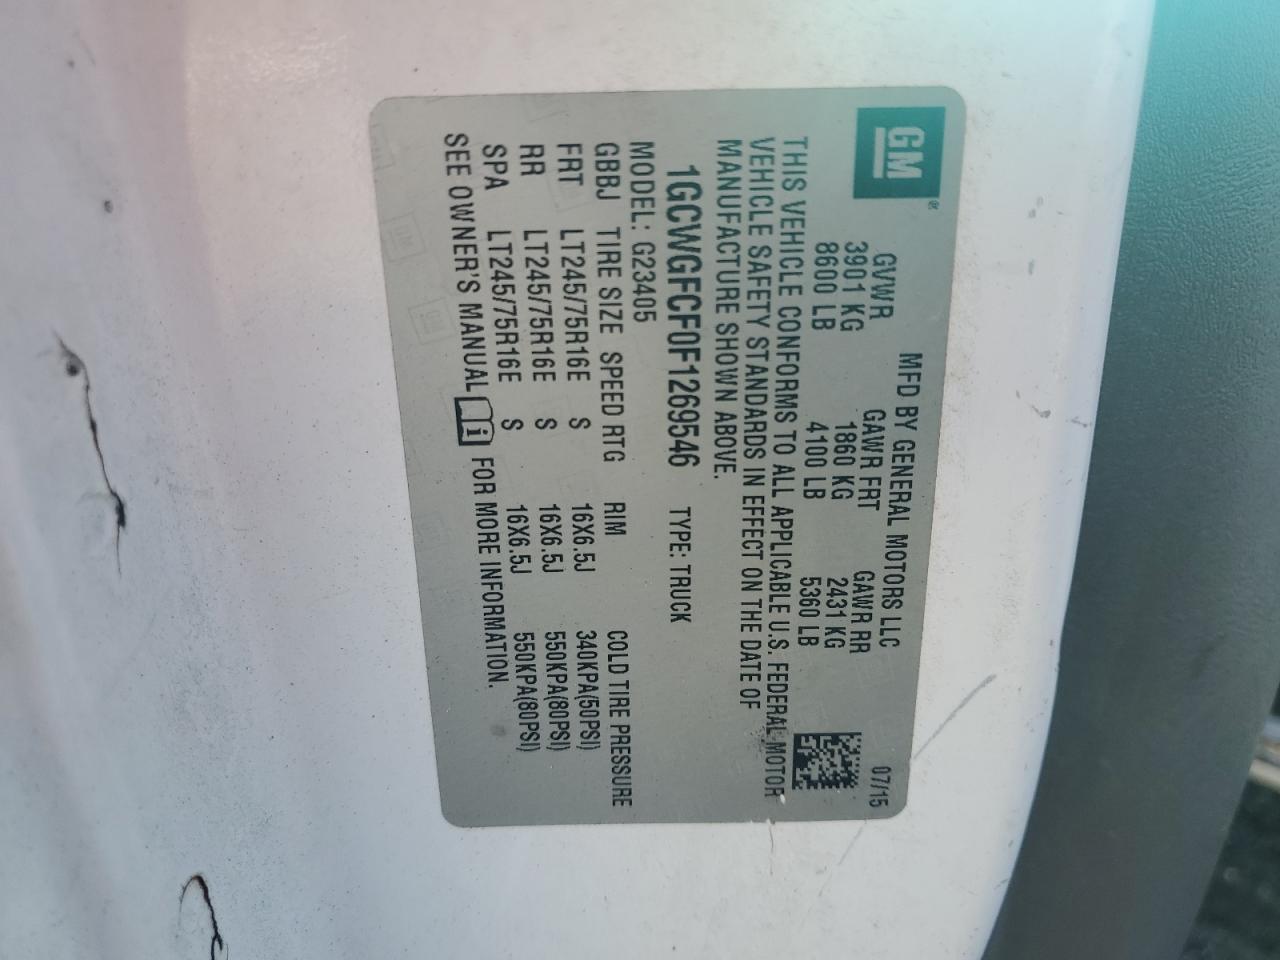 GM®
MFD BY GENERAL MOTORS LLC 07/15
GVWR GAWR FRT GAWR RR
3901 KG 1860 KG 2431 KG
8600 LB 4100 LB 5360 LB
THIS VEHICLE CONFORMS TO ALL APPLICABLE U.S. FEDERAL MOTOR
VEHICLE SAFETY STANDARDS IN EFFECT ON THE DATE OF
MANUFACTURE SHOWN ABOVE.
1GCWGFCF0F1269546 TYPE: TRUCK
MODEL: G23405
GBBJ TIRE SIZE SPEED RTG RIM COLD TIRE PRESSURE
FRT LT245/75R16E S 16X6.5J 340KPA(50PSI)
RR LT245/75R16E S 16X6.5J 550KPA(80PSI)
SPA LT245/75R16E S 16X6.5J 550KPA(80PSI)
SEE OWNER'S MANUAL i FOR MORE INFORMATION.